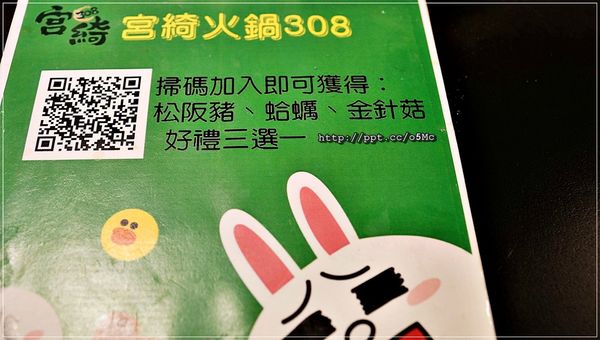 宮綺 308
宮綺火鍋308
掃碼加入即可獲得：
松阪豬、蛤蠣、金針菇
好禮三選一
http://ppt.cc/o5Mc